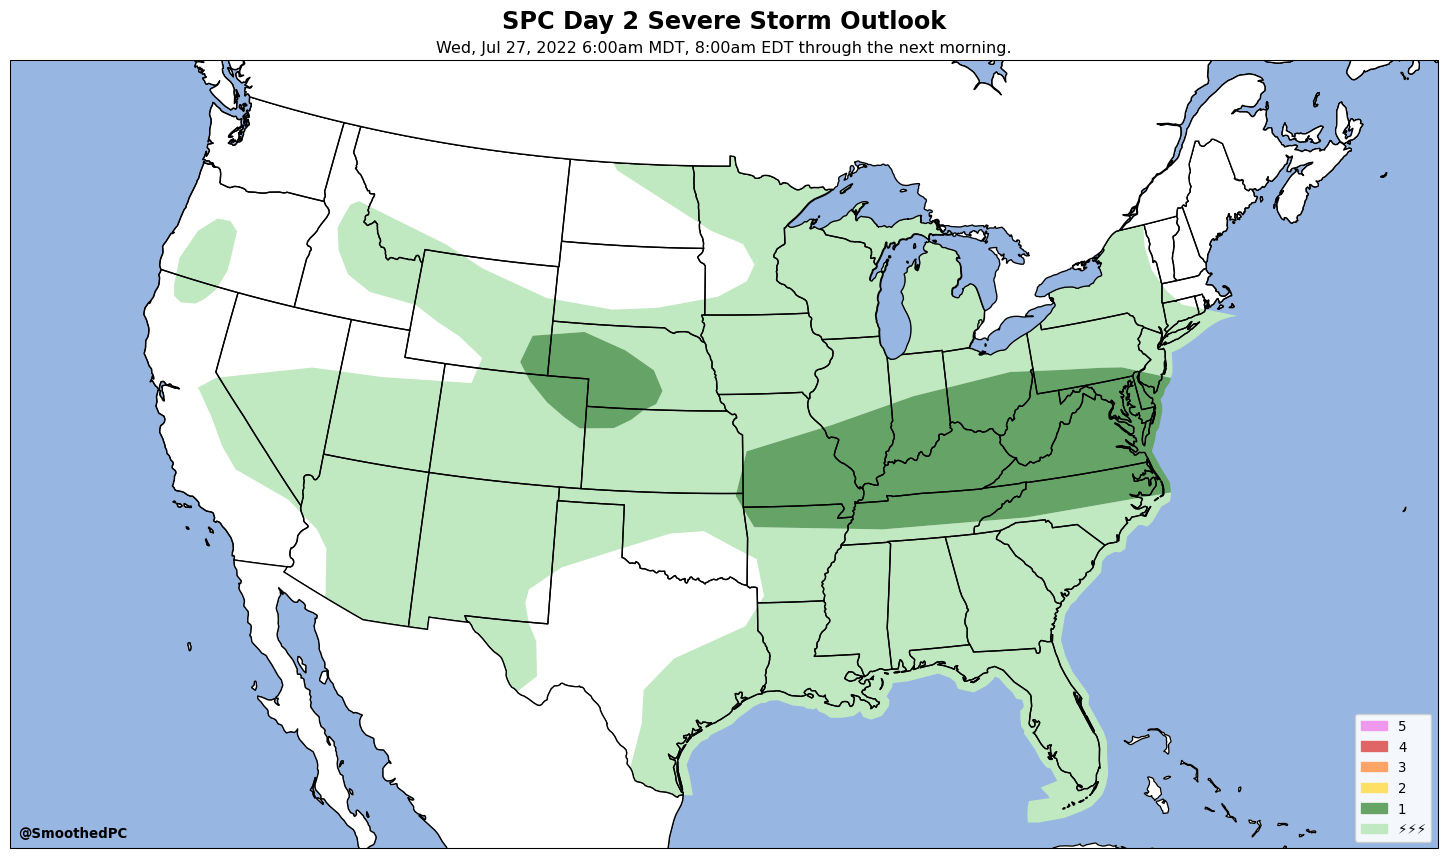 SPC Day 2 Severe Storm Outlook
Wed, Jul 27, 2022 6:00am MDT, 8:00am EDT through the next morning.
5
4
3
2
1
⚡⚡⚡
@SmoothedPC